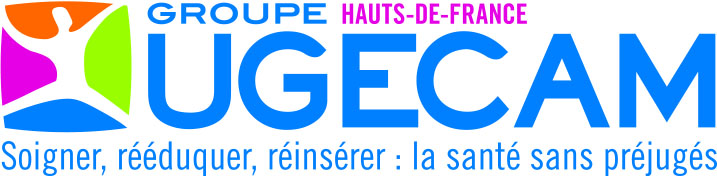 GROUPE HAUTS-DE-FRANCE
UGECAM
Soigner, rééduquer, réinsérer : la santé sans préjugés